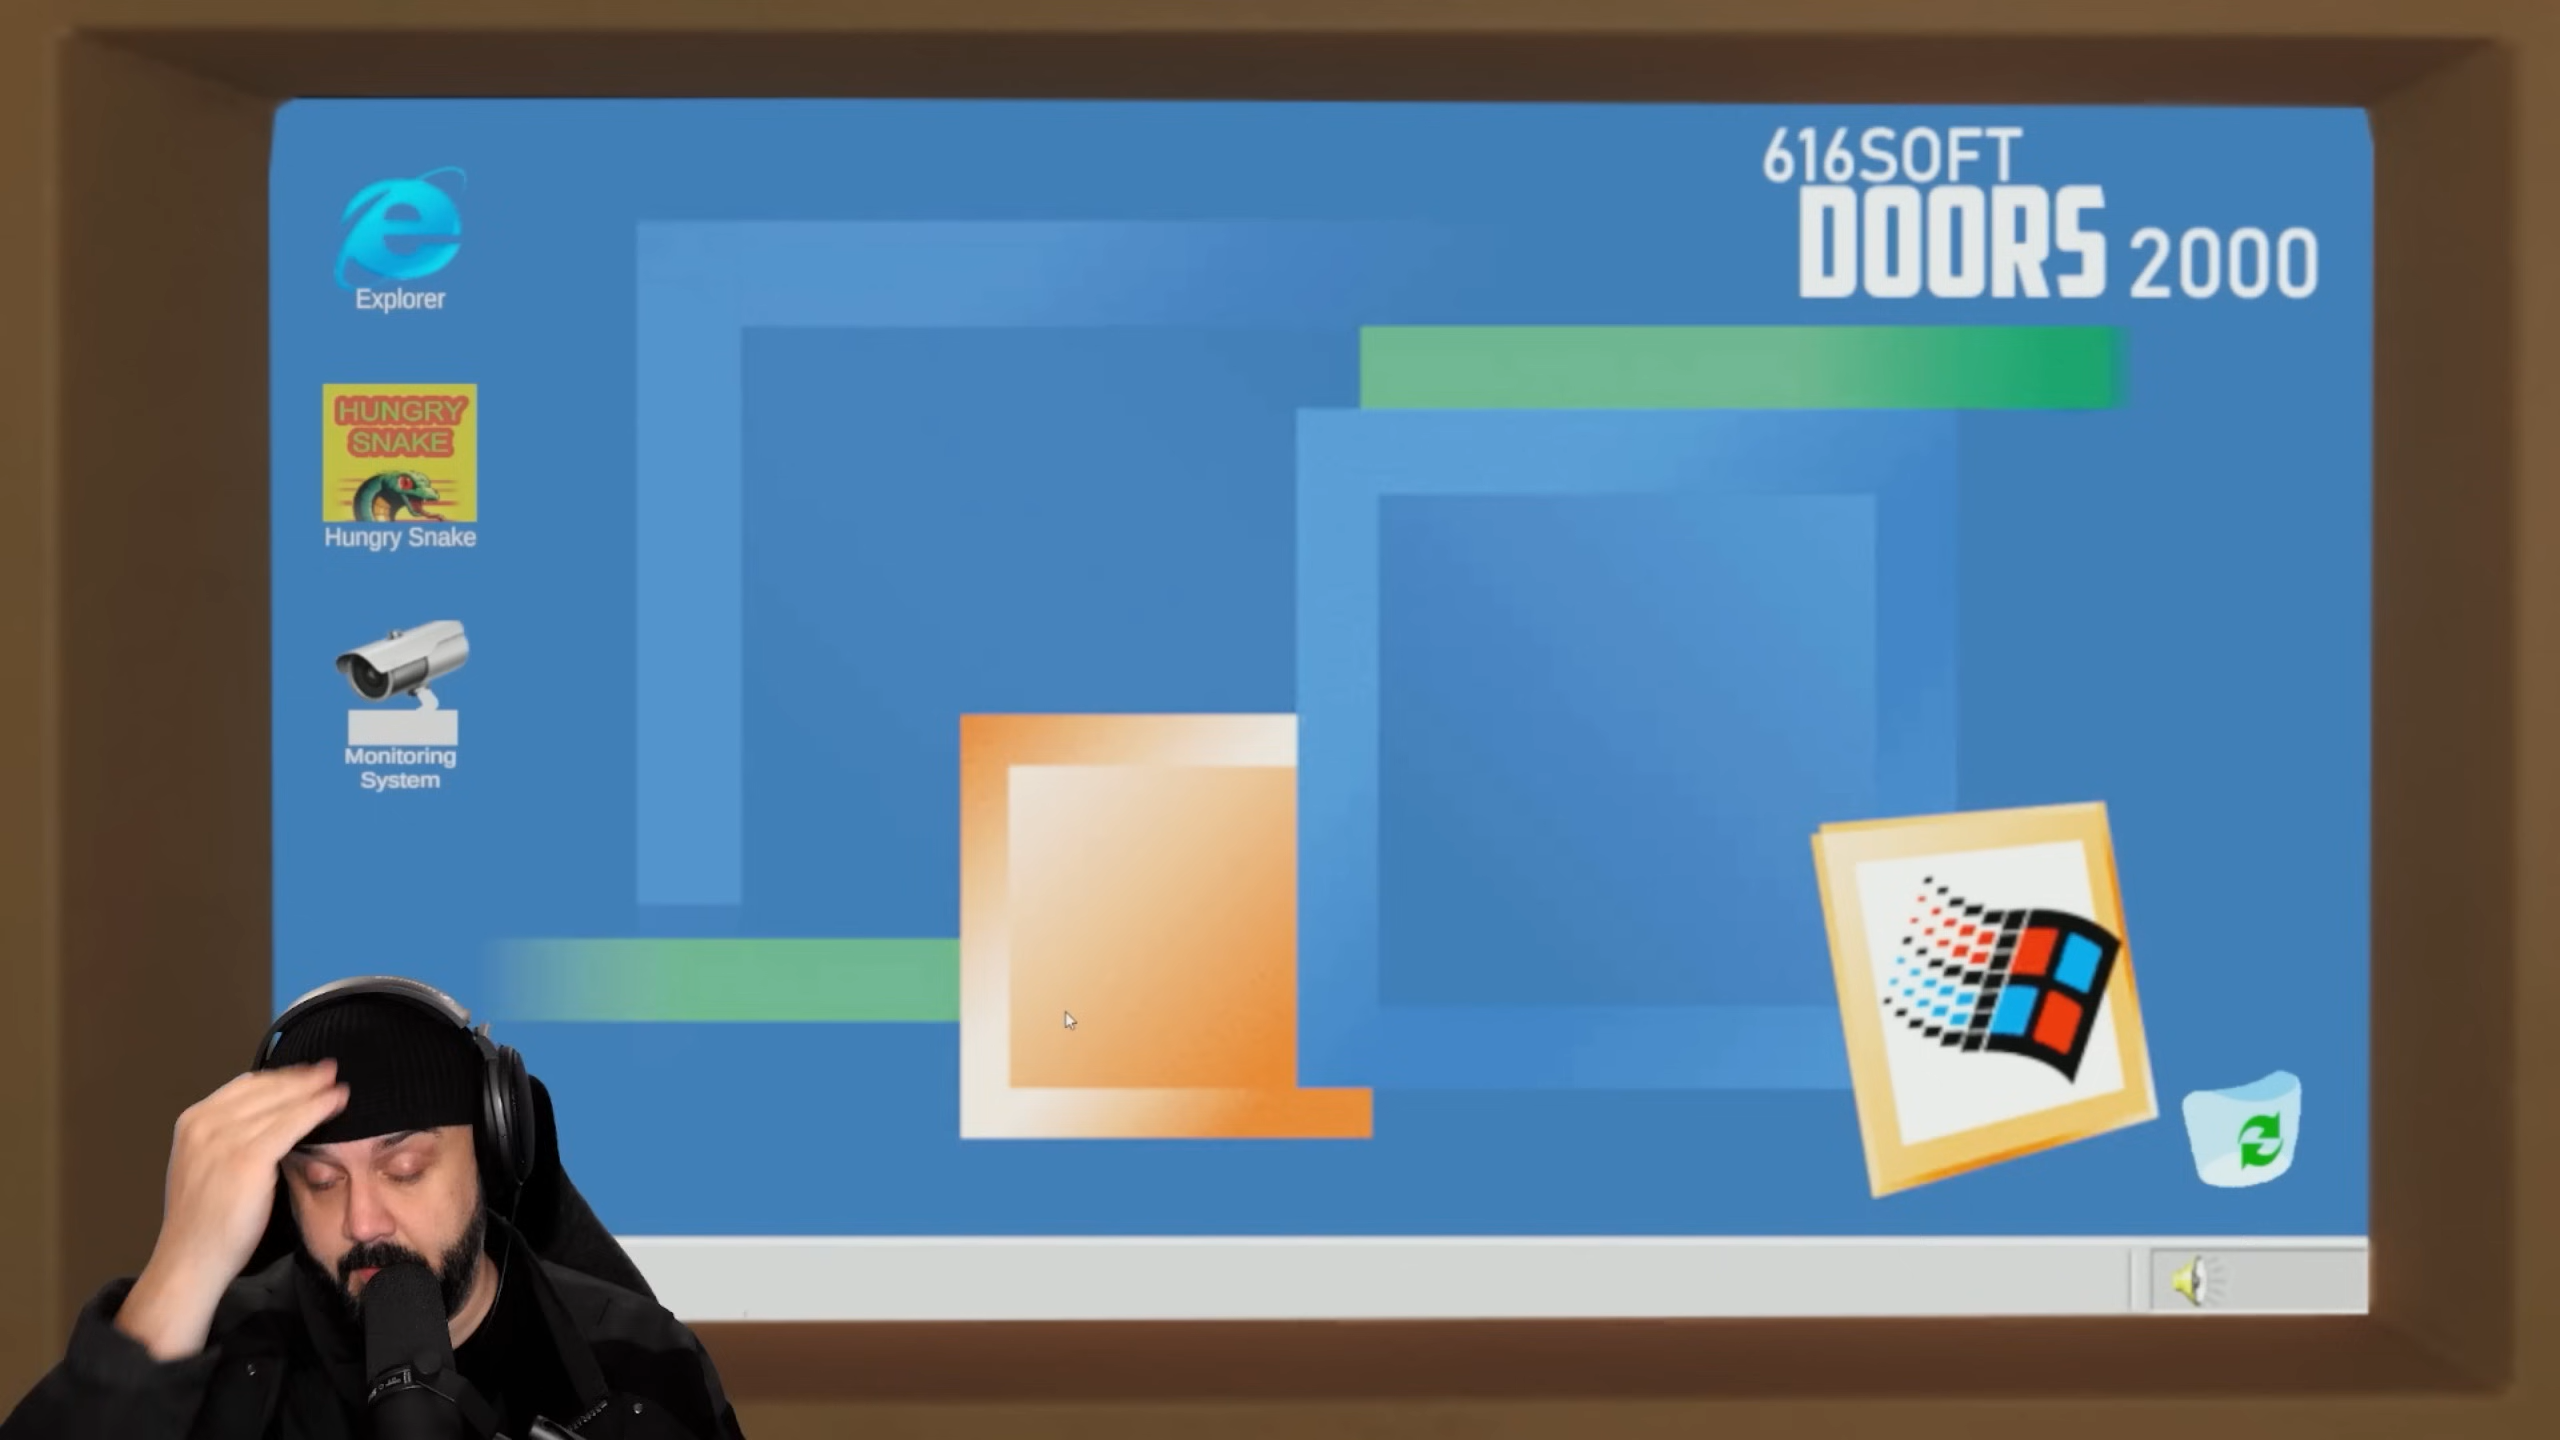 616SOFT
DOORS 2000
Explorer
HUNGRY
SNAKE
Hungry Snake
Monitoring
System